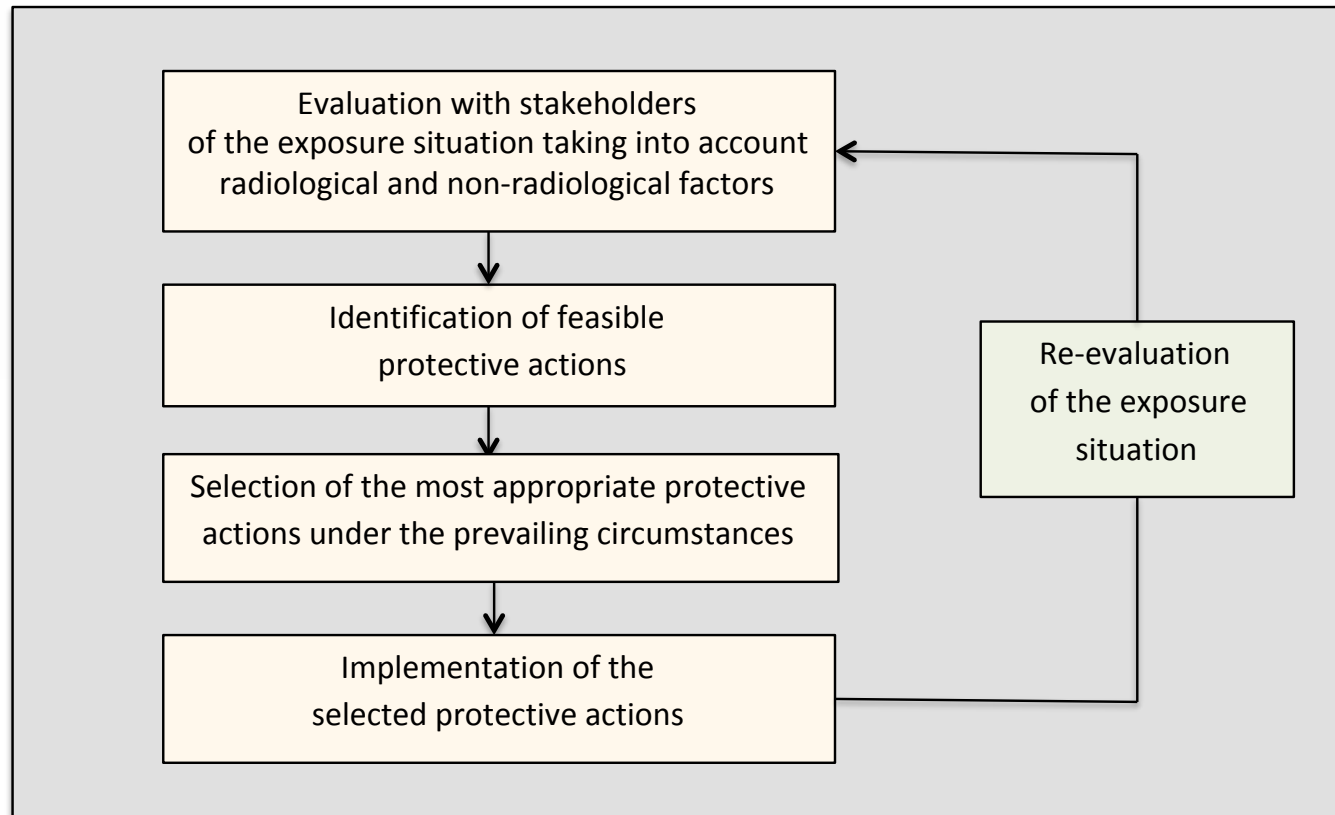 Evaluation with stakeholders
of the exposure situation taking into account
radiological and non-radiological factors
Identification of feasible
protective actions
Selection of the most appropriate protective
actions under the prevailing circumstances
Implementation of the
selected protective actions
Re-evaluation
of the exposure
situation